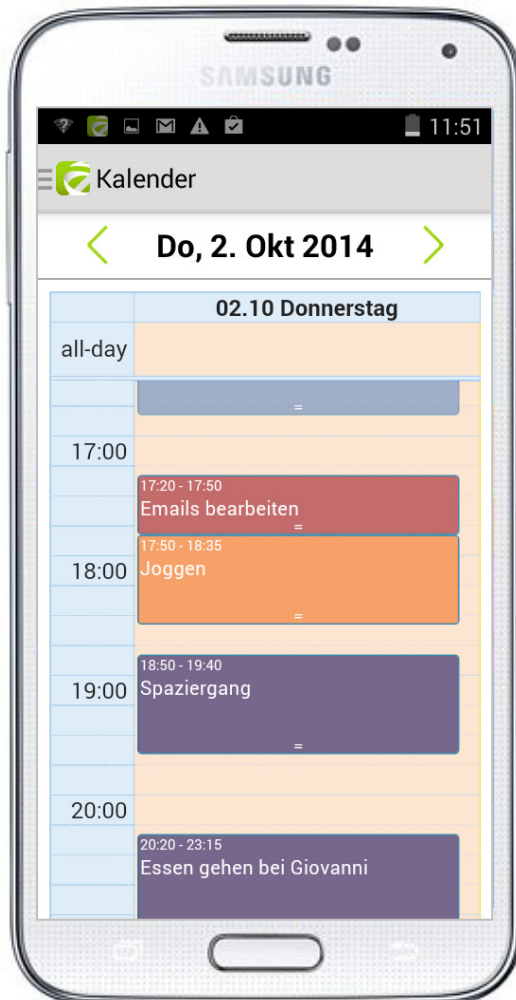 SAMSUNG
11:51
Kalender
Do, 2. Okt 2014
02.10 Donnerstag
all-day
=
17:00
17:20 - 17:50
Emails bearbeiten
=
17:50 - 18:35
18:00 Joggen
=
18:50 - 19:40
19:00 Spaziergang
=
20:00
20:20 - 23:15
Essen gehen bei Giovanni